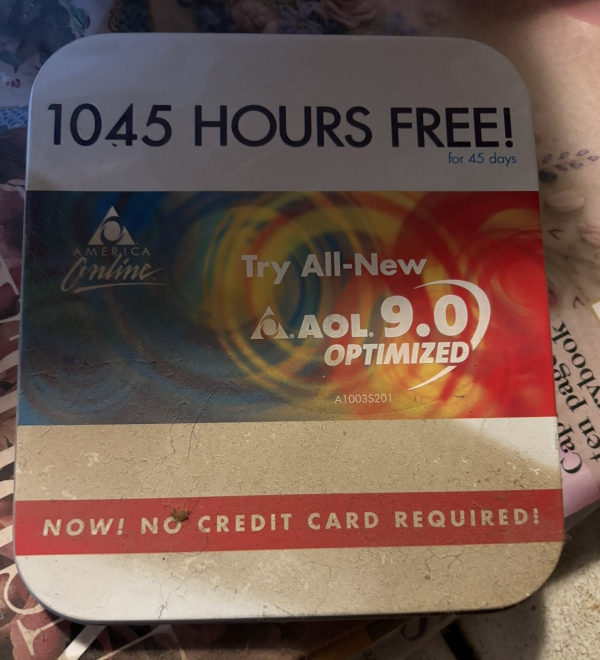 1045 HOURS FREE!
for 45 days
AMERICA
Online
Try All-New
AOL. 9.0
OPTIMIZED
A1003S201
NOW! NO CREDIT CARD REQUIRED!